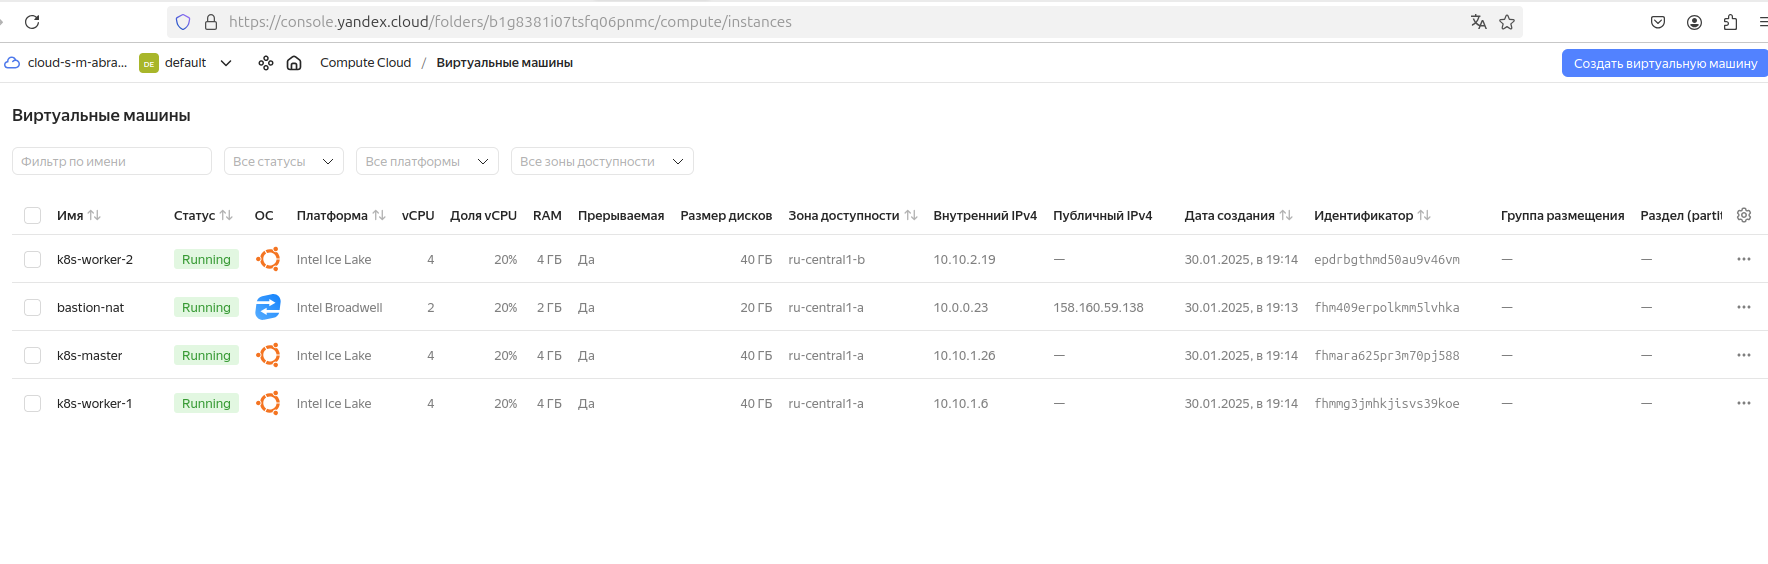 https://console.yandex.cloud/folders/b1g8381i07tsfq06pnmc/compute/instances
cloud-s-m-abra... DE default Compute Cloud / Виртуальные машины Создать виртуальную машину
Виртуальные машины
Фильтр по имени Все статусы Все платформы Все зоны доступности
Имя Статус ОС Платформа vCPU Доля vCPU RAM Прерываемая Размер дисков Зона доступности Внутренний IPv4 Публичный IPv4 Дата создания Идентификатор Группа размещения Раздел (partit
k8s-worker-2 Running Intel Ice Lake 4 20% 4 ГБ Да 40 ГБ ru-central1-b 10.10.2.19 — 30.01.2025, в 19:14 epdrbgthmd50au9v46vm — —
bastion-nat Running Intel Broadwell 2 20% 2 ГБ Да 20 ГБ ru-central1-a 10.0.0.23 158.160.59.138 30.01.2025, в 19:13 fhm409erpolkmm5lvhka — —
k8s-master Running Intel Ice Lake 4 20% 4 ГБ Да 40 ГБ ru-central1-a 10.10.1.26 — 30.01.2025, в 19:14 fhmara625pr3m70pj588 — —
k8s-worker-1 Running Intel Ice Lake 4 20% 4 ГБ Да 40 ГБ ru-central1-a 10.10.1.6 — 30.01.2025, в 19:14 fhmmg3jmhkjisvs39koe — —